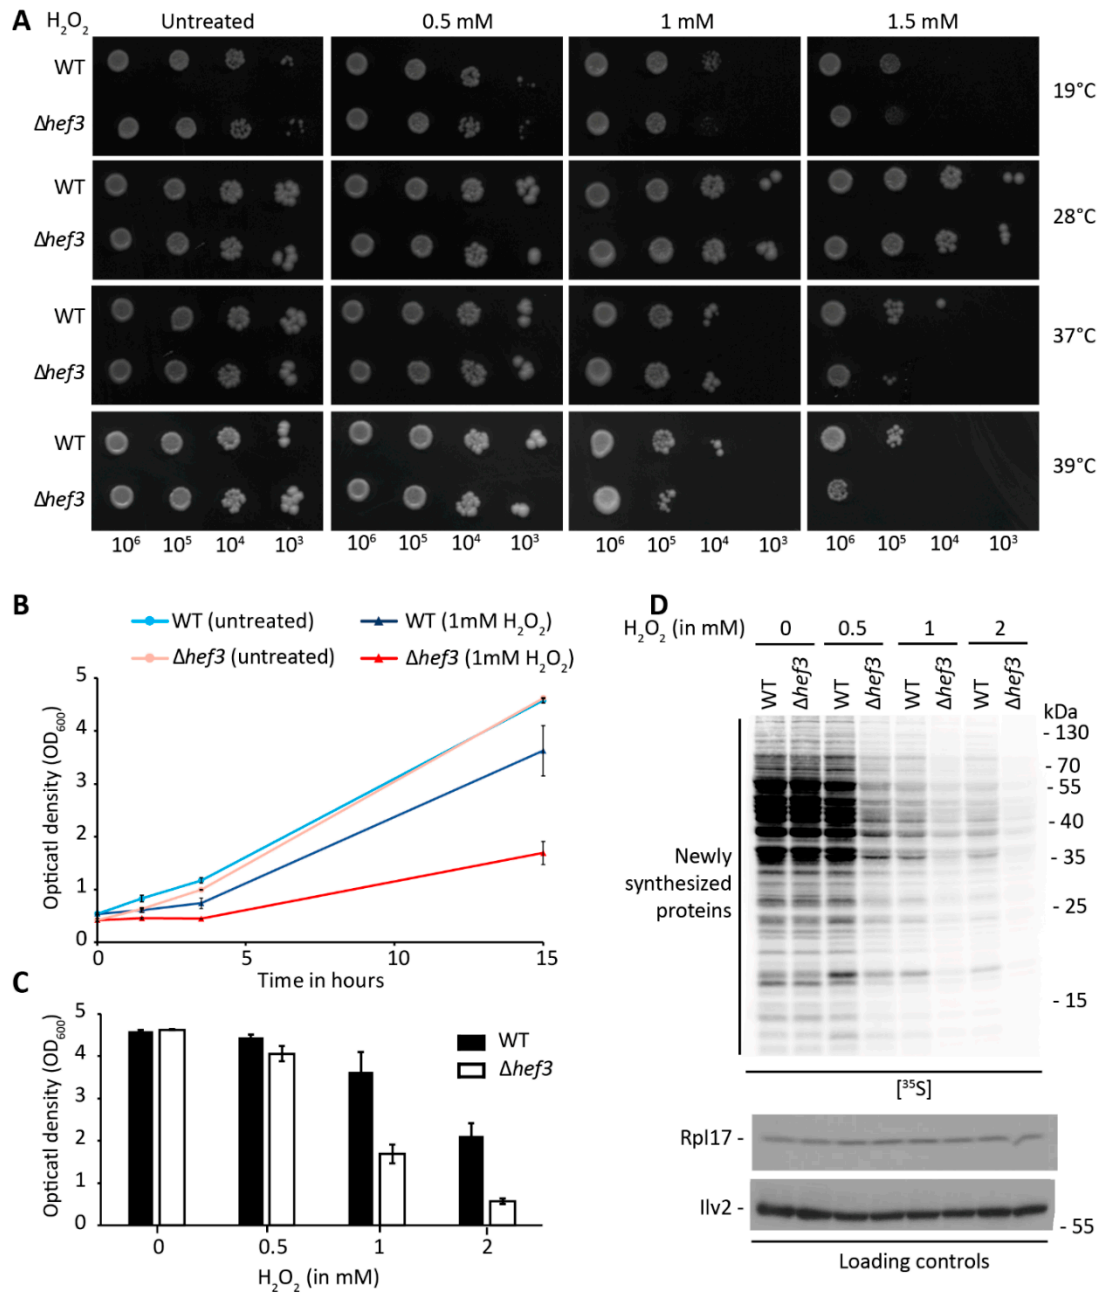 A
H₂O₂ Untreated 0.5 mM 1 mM 1.5 mM
WT
Δhef3
19°C
WT
Δhef3
28°C
WT
Δhef3
37°C
WT
Δhef3
39°C
10⁶ 10⁵ 10⁴ 10³ 10⁶ 10⁵ 10⁴ 10³ 10⁶ 10⁵ 10⁴ 10³ 10⁶ 10⁵ 10⁴ 10³
B
WT (untreated) WT (1mM H₂O₂)
Δhef3 (untreated) Δhef3 (1mM H₂O₂)
Opticatl density (OD₆₀₀)
5
4
3
2
1
0
0 5 10 15
Time in hours
C
Opticatl density (OD₆₀₀)
5
4
3
2
1
0
WT
Δhef3
0 0.5 1 2
H₂O₂ (in mM)
D
H₂O₂ (in mM) 0 0.5 1 2
WT Δhef3 WT Δhef3 WT Δhef3 WT Δhef3
kDa
- 130
- 70
- 55
- 40
- 35
- 25
- 15
Newly
synthesized
proteins
[³⁵S]
Rpl17 -
Ilv2 -
- 55
Loading controls